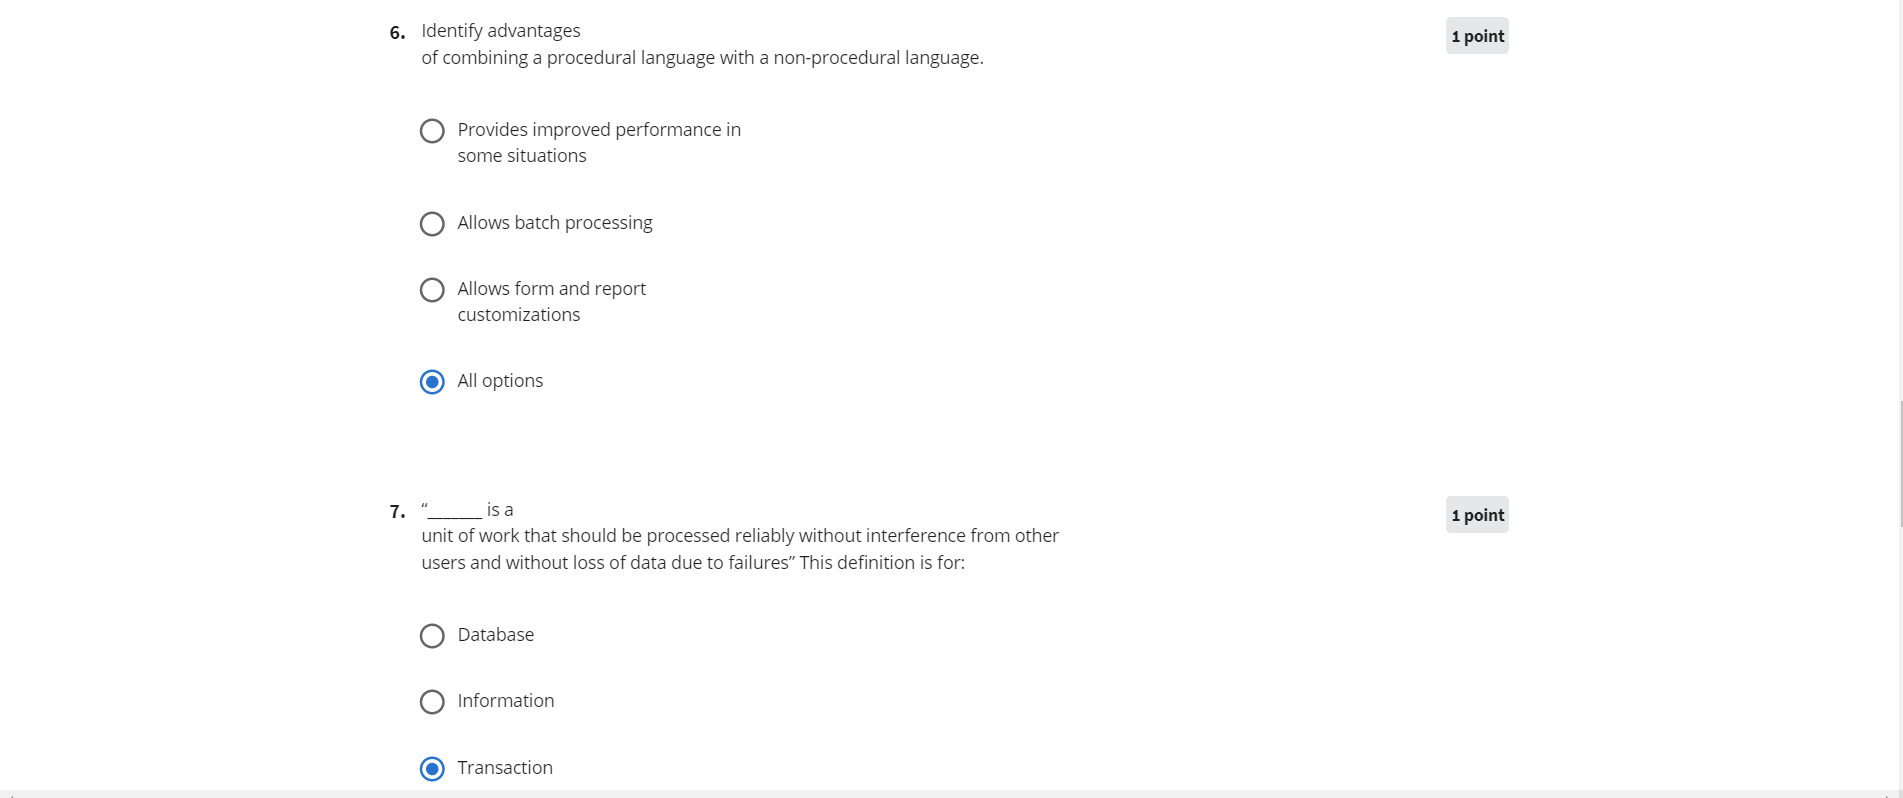 6. Identify advantages
1 point
of combining a procedural language with a non-procedural language.
Provides improved performance in
some situations
Allows batch processing
Allows form and report
customizations
All options
7. “_______ is a
1 point
unit of work that should be processed reliably without interference from other
users and without loss of data due to failures” This definition is for:
Database
Information
Transaction